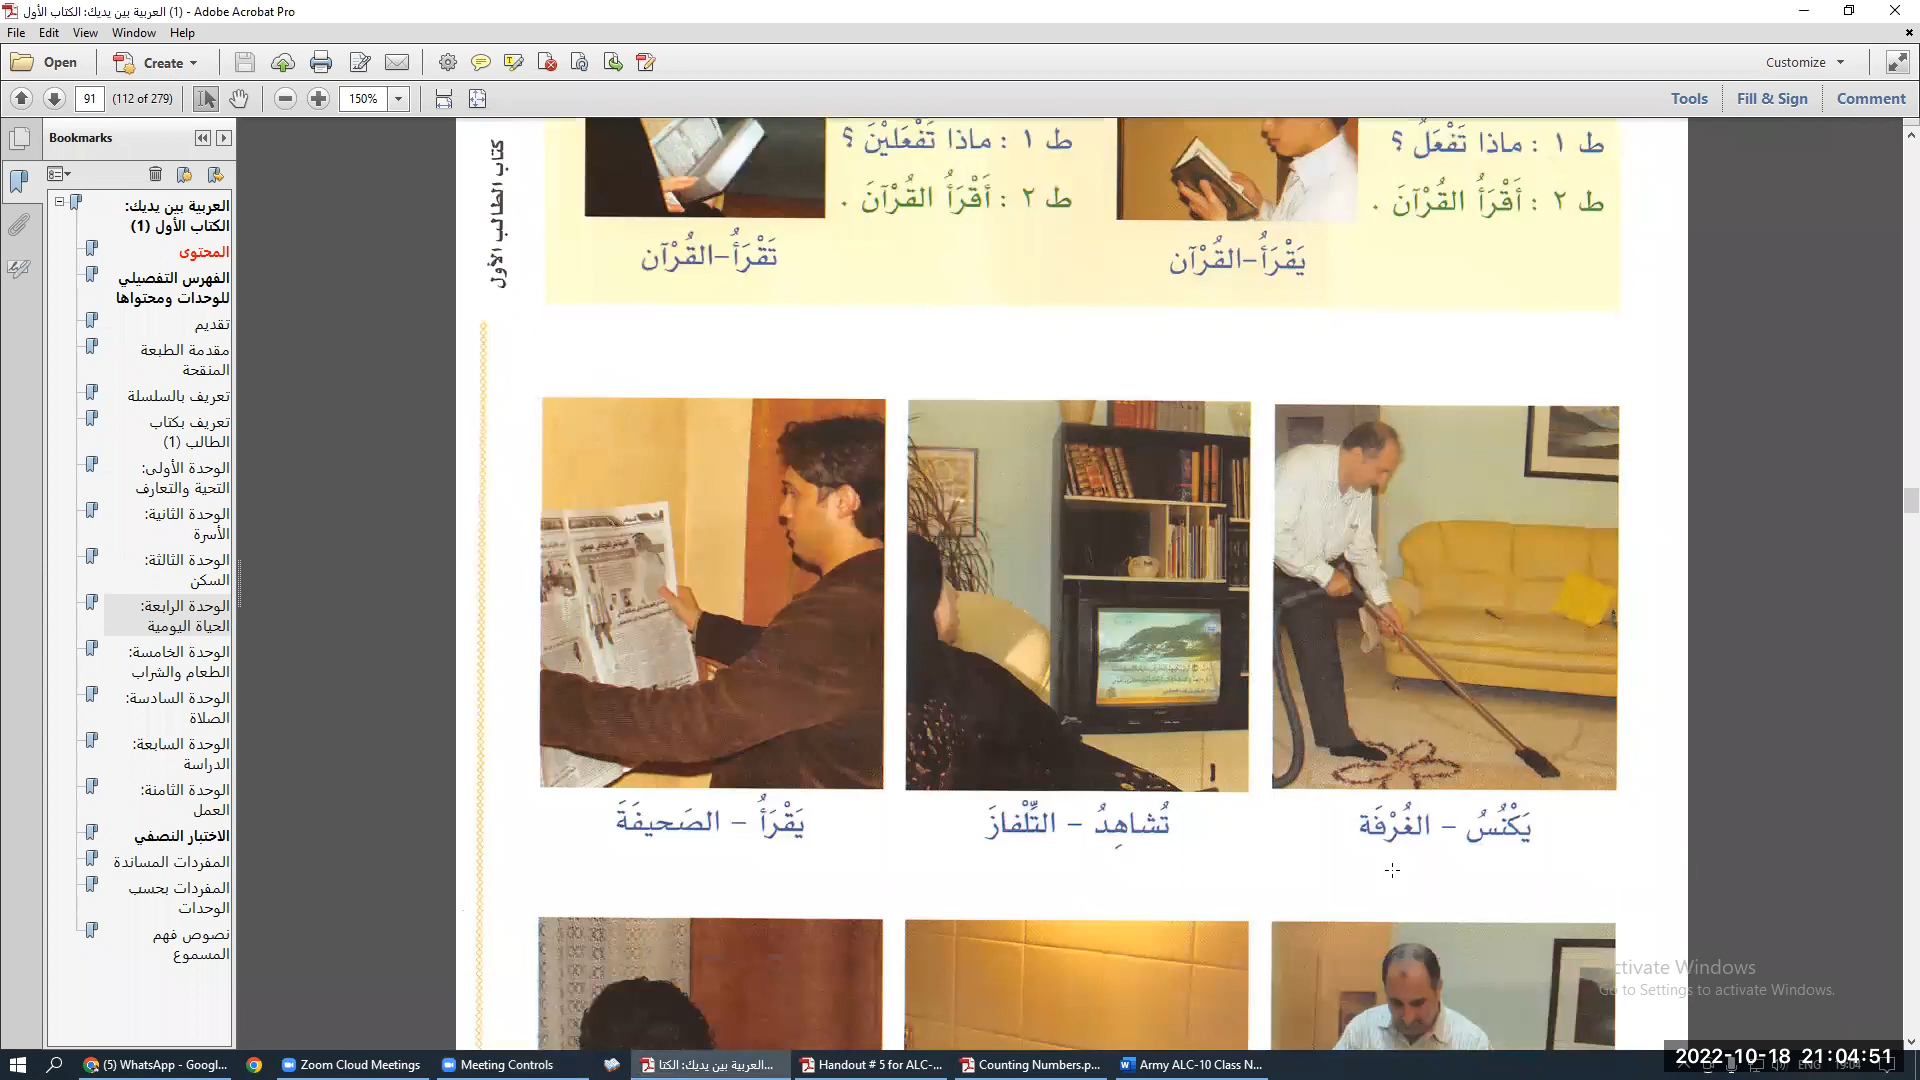 العربية بين يديك: الكتاب الأول (1) - Adobe Acrobat Pro
File Edit View Window Help
Open Create Customize
91 (112 of 279) 150% Tools Fill & Sign Comment
Bookmarks
العربية بين يديك:
الكتاب الأول (1)
المحتوى
الفهرس التفصيلي
للوحدات ومحتواها
تقديم
مقدمة الطبعة
المنقحة
تعريف بالسلسلة
تعريف بكتاب
الطالب (1)
الوحدة الأولى:
التحية والتعارف
الوحدة الثانية:
الأسرة
الوحدة الثالثة:
السكن
الوحدة الرابعة:
الحياة اليومية
الوحدة الخامسة:
الطعام والشراب
الوحدة السادسة:
الصلاة
الوحدة السابعة:
الدراسة
الوحدة الثامنة:
العمل
الاختبار النصفي
المفردات المساندة
المفردات بحسب
الوحدات
نصوص فهم
المسموع
كتاب الطالب الأول
ط ١ : ماذا تَفْعَلُ ؟
ط ٢ : أَقْرَأُ القُرْآنَ .
يَقْرَأُ-القُرْآن
ط ١ : ماذا تَفْعَلِيْنَ ؟
ط ٢ : أَقْرَأُ القُرْآنَ .
تَقْرَأُ-القُرْآن
يَكْنُسُ – الغُرْفَة
تُشاهِدُ – التِّلْفازَ
يَقْرَأُ – الصَحيفَةَ
Activate Windows
Go to Settings to activate Windows.
(5) WhatsApp - Googl... Zoom Cloud Meetings Meeting Controls العربية بين يديك: الكتا... Handout # 5 for ALC-... Counting Numbers.p... Army ALC-10 Class N...
2022-10-18 21:04:51